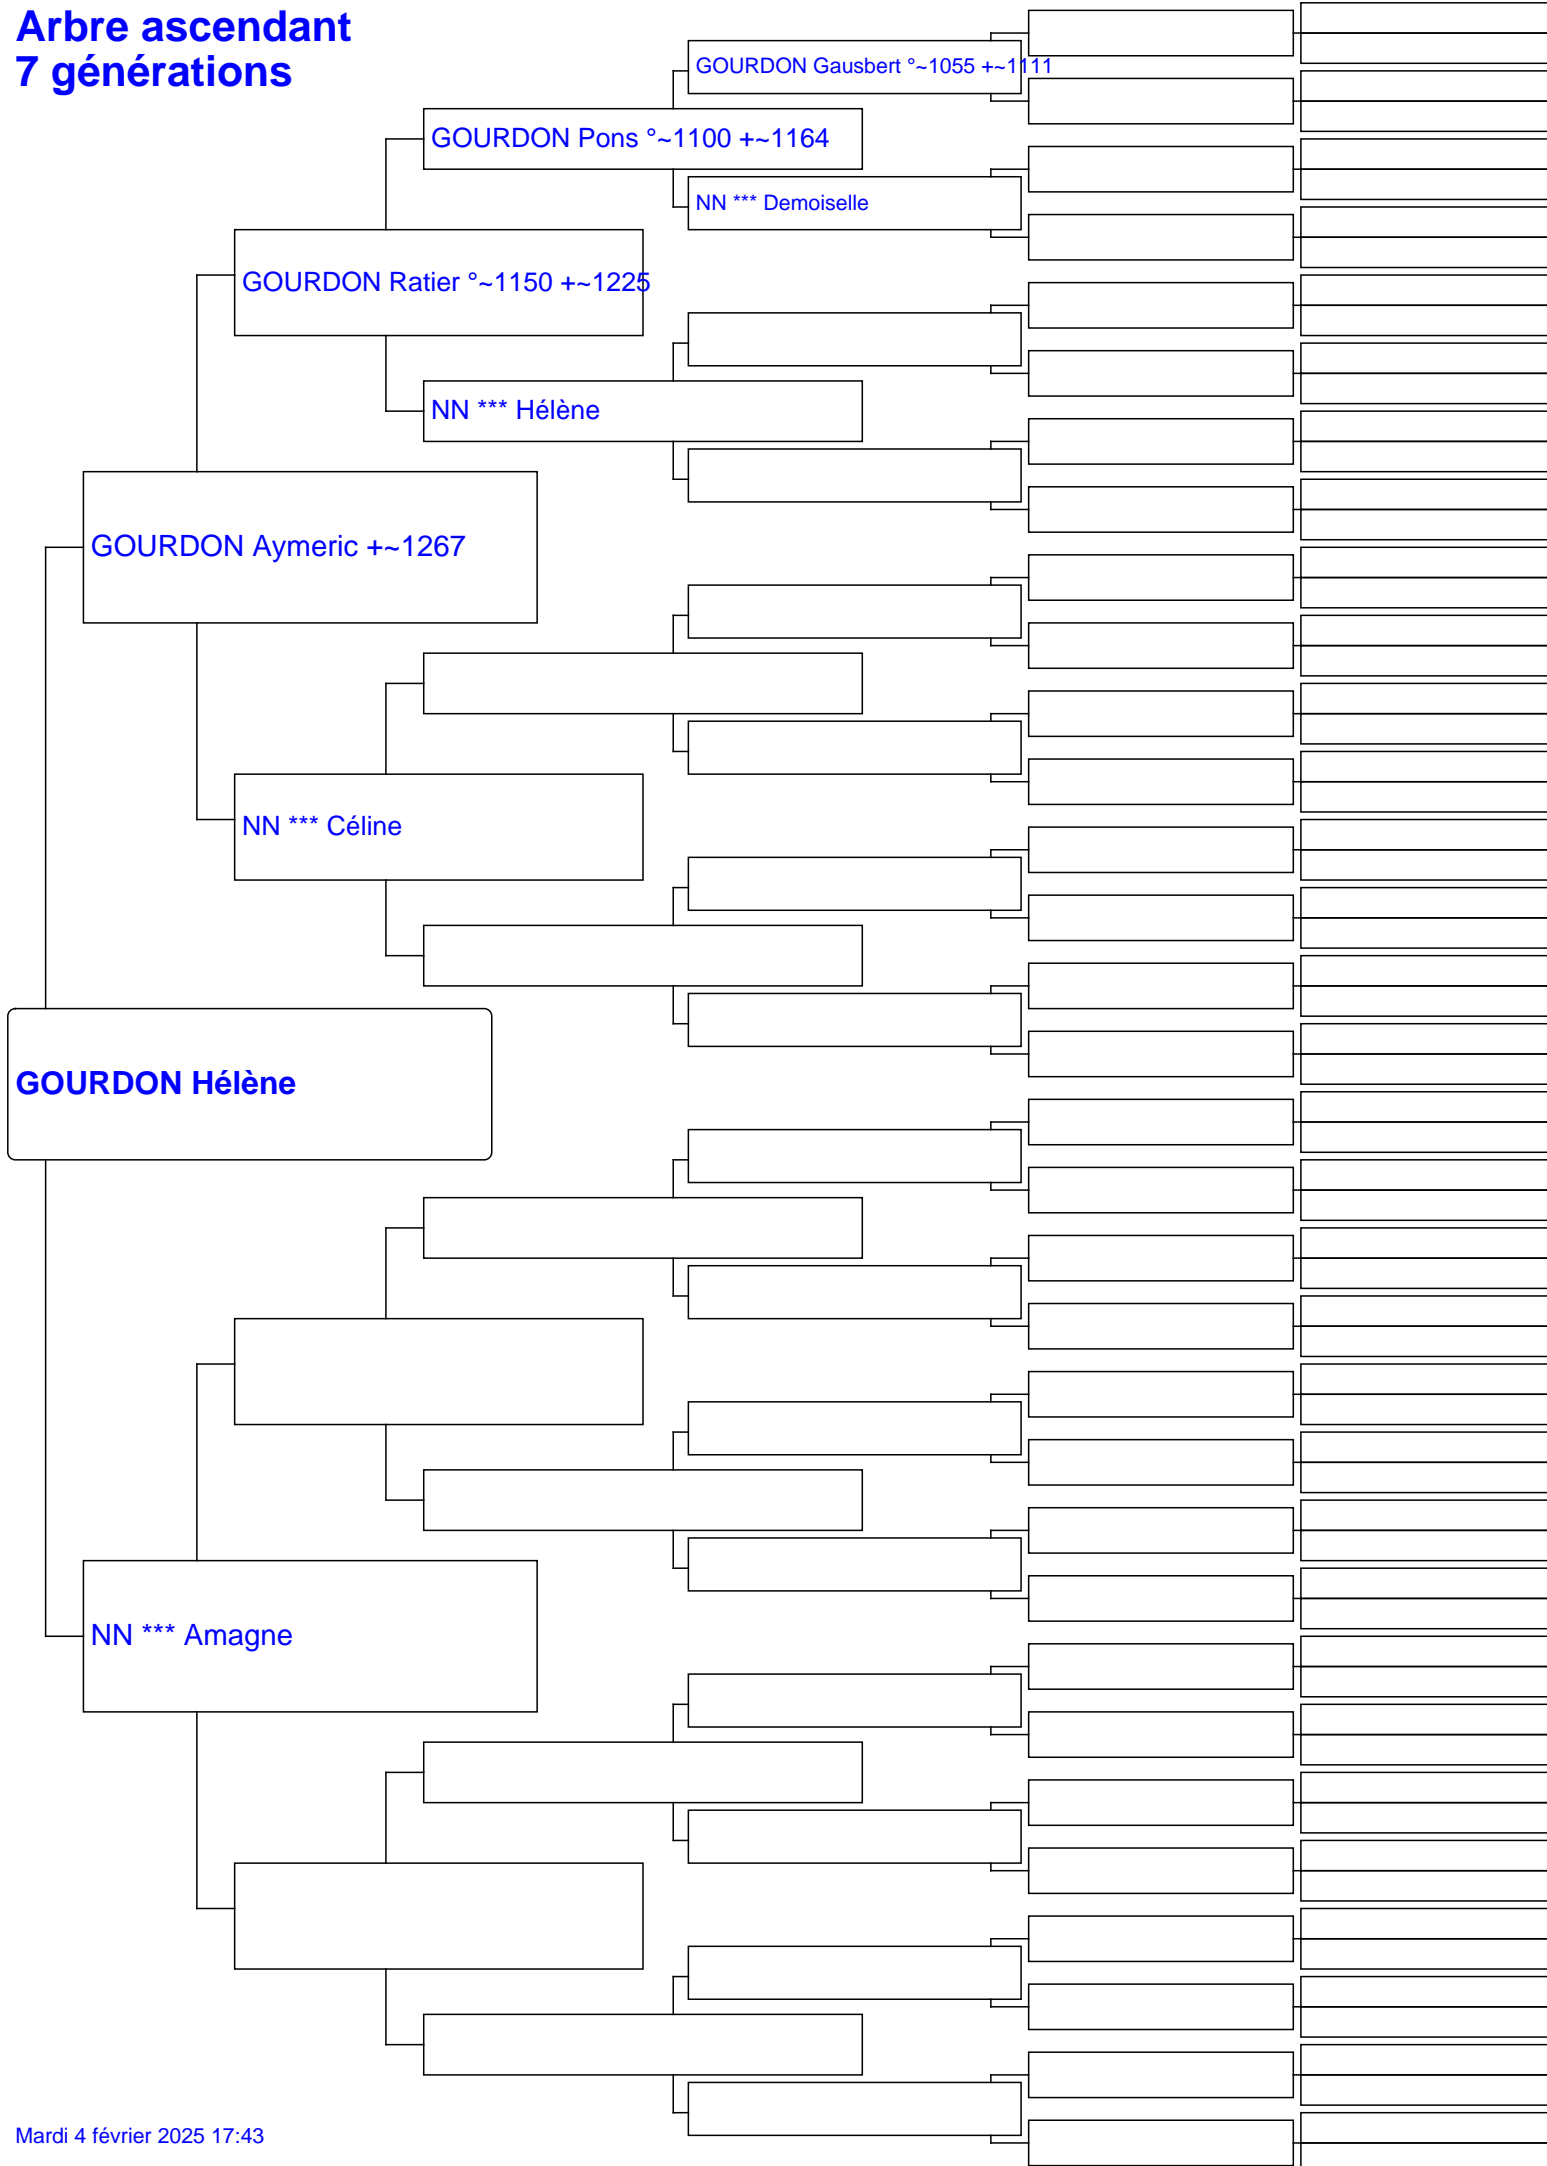 Arbre ascendant
7 générations
GOURDON Gausbert °~1055 +~1111
GOURDON Pons °~1100 +~1164
NN *** Demoiselle
GOURDON Ratier °~1150 +~1225
NN *** Hélène
GOURDON Aymeric +~1267
NN *** Céline
GOURDON Hélène
NN *** Amagne
Mardi 4 février 2025 17:43